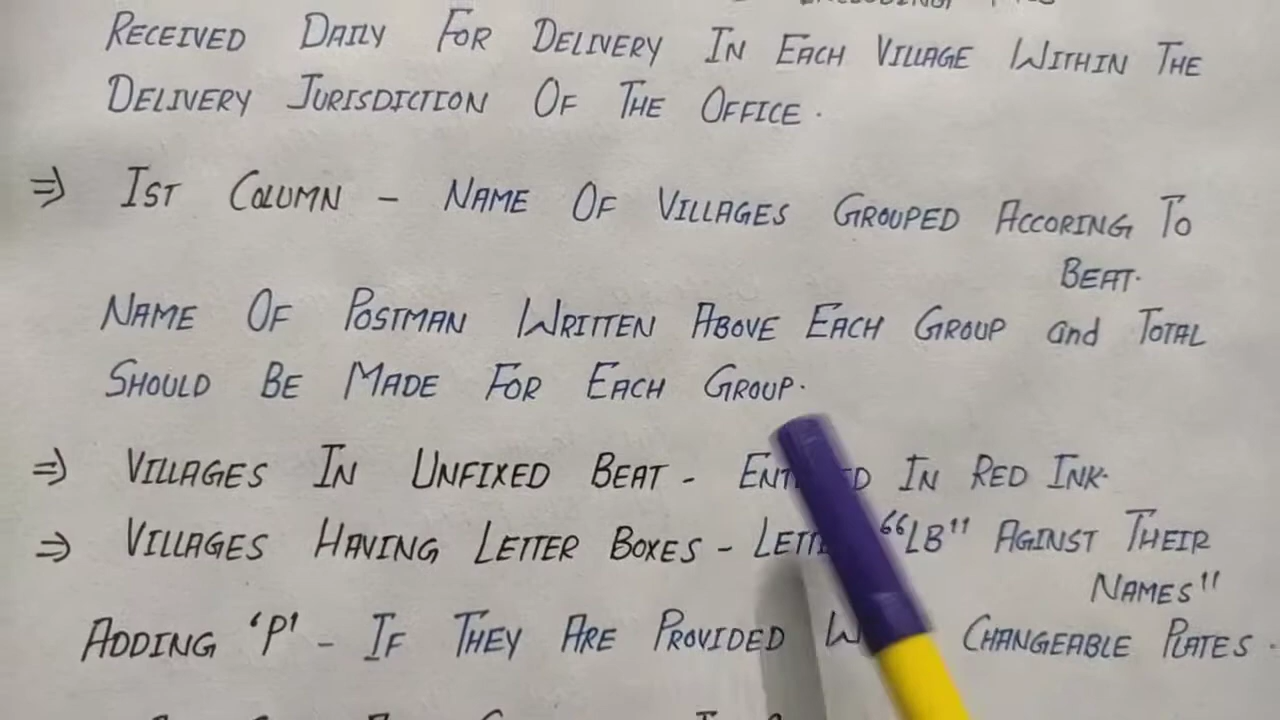 RECEIVED DAILY FOR DELIVERY IN EACH VILLAGE WITHIN THE
DELIVERY JURISDICTION OF THE OFFICE.
⇒ IST COLUMN - NAME OF VILLAGES GROUPED ACCORING TO
BEAT.
NAME OF POSTMAN WRITTEN ABOVE EACH GROUP and TOTAL
SHOULD BE MADE FOR EACH GROUP.
⇒ VILLAGES IN UNFIXED BEAT - IN RED INK.
⇒ VILLAGES HAVING LETTER BOXES - "LB" AGINST THEIR
NAMES"
ADDING 'P' - IF THEY ARE PROVIDED CHANGEABLE PLATES.